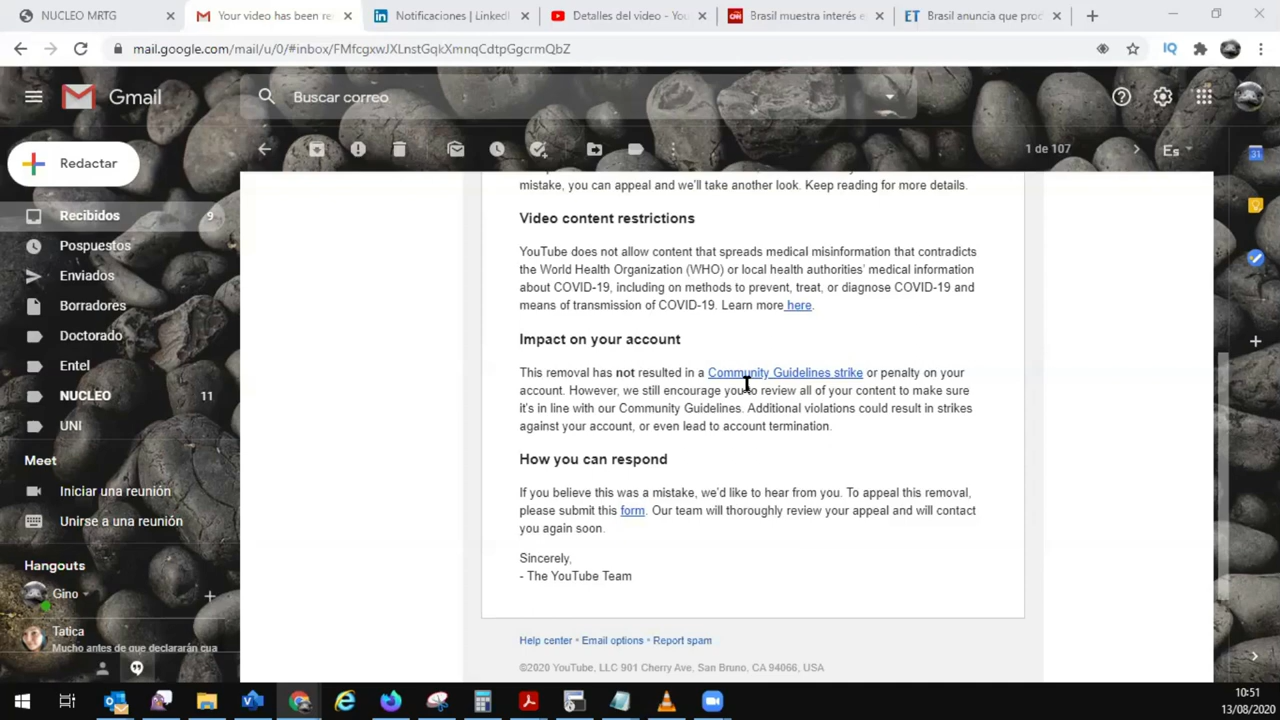 NUCLEO MRTG
Your video has been re
Notificaciones | LinkedI
Detalles del video - You
CNN
Brasil muestra interés e
ET
Brasil anuncia que proc
mail.google.com/mail/u/0/#inbox/FMfcgxwJXLnstGqkXmnqCdtpGgcrmQbZ
IQ
Gmail
Buscar correo
Redactar
1 de 107
Es
31
Recibidos 9
Pospuestos
Enviados
Borradores
Doctorado
Entel
NUCLEO 11
UNI
Meet
Iniciar una reunión
Unirse a una reunión
Hangouts
Gino
Tatica
Mucho antes de que declararán cua
mistake, you can appeal and we'll take another look. Keep reading for more details.
Video content restrictions
YouTube does not allow content that spreads medical misinformation that contradicts
the World Health Organization (WHO) or local health authorities' medical information
about COVID-19, including on methods to prevent, treat, or diagnose COVID-19 and
means of transmission of COVID-19. Learn more here.
Impact on your account
This removal has not resulted in a Community Guidelines strike or penalty on your
account. However, we still encourage you to review all of your content to make sure
it's in line with our Community Guidelines. Additional violations could result in strikes
against your account, or even lead to account termination.
How you can respond
If you believe this was a mistake, we'd like to hear from you. To appeal this removal,
please submit this form. Our team will thoroughly review your appeal and will contact
you again soon.
Sincerely,
- The YouTube Team
Help center • Email options • Report spam
©2020 YouTube, LLC 901 Cherry Ave, San Bruno, CA 94066, USA
10:51
13/08/2020